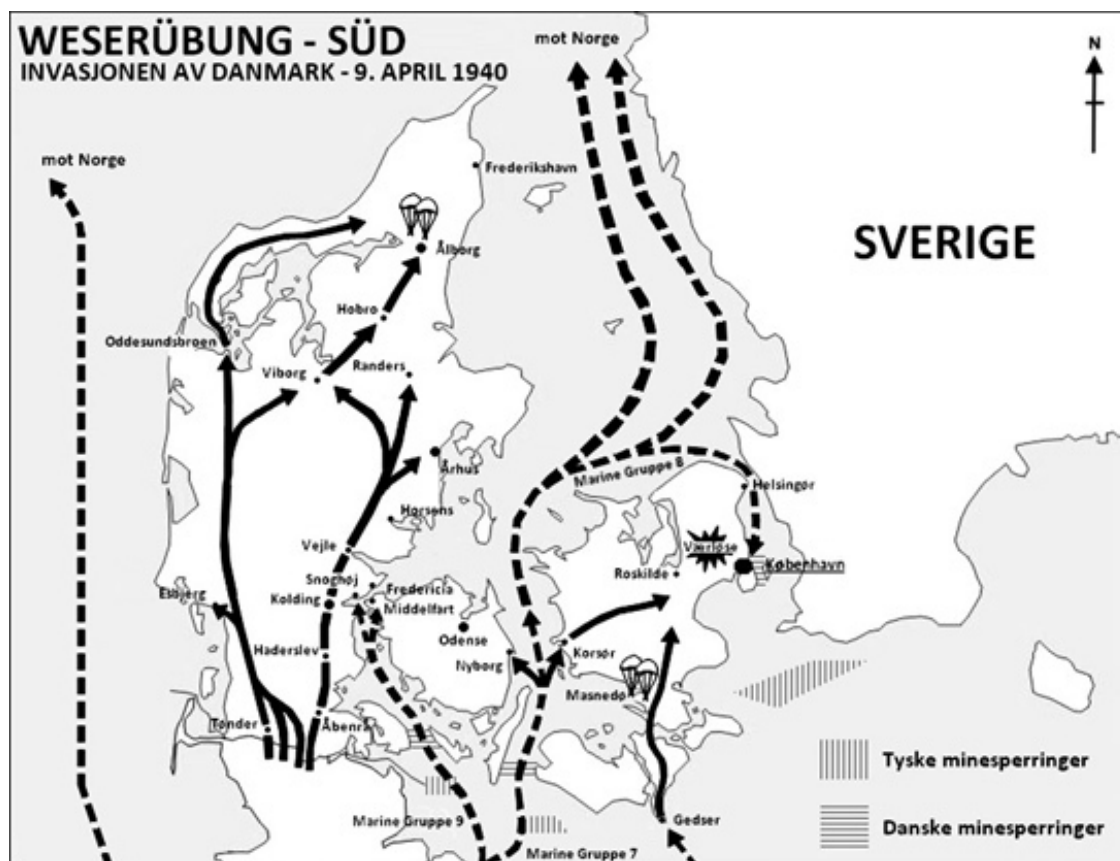 WESERÜBUNG - SÜD
INVASJONEN AV DANMARK - 9. APRIL 1940
mot Norge
N
mot Norge
Frederikshavn
SVERIGE
Ålborg
Hobro
Oddesundsbroen
Viborg
Randers
Århus
Marine Gruppe 8
Helsingør
Horsens
Vejle
Værløse
København
Roskilde
Snoghøj
Fredericia
Esbjerg
Kolding
Middelfart
Odense
Haderslev
Nyborg
Korsør
Masnedø
Tønder
Åbenrå
Tyske minesperringer
Marine Gruppe 9
Gedser
Danske minesperringer
Marine Gruppe 7